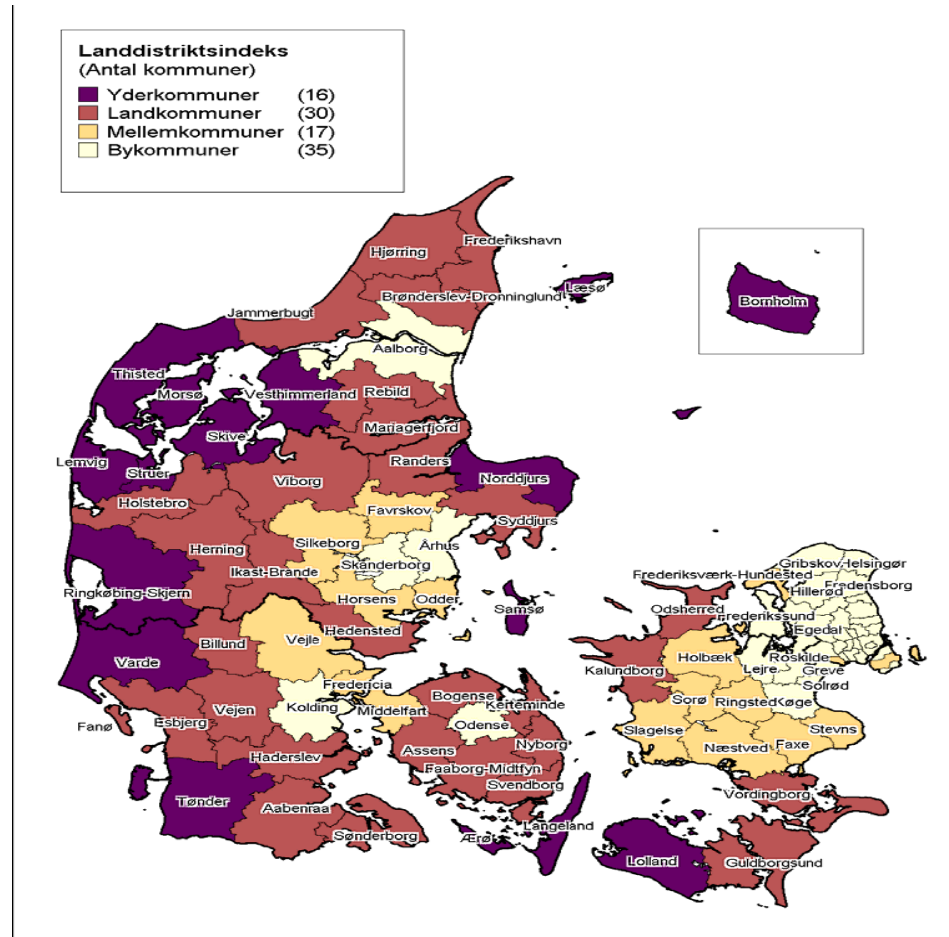 Landdistriktsindeks
(Antal kommuner)
Yderkommuner (16)
Landkommuner (30)
Mellemkommuner (17)
Bykommuner (35)
Frederikshavn
Hjørring
Læsø
Brønderslev-Dronninglund
Bornholm
Jammerbugt
Aalborg
Thisted
Morsø
Vesthimmerland
Rebild
Mariagerfjord
Skive
Lemvig
Randers
Struer
Viborg
Norddjurs
Holstebro
Favrskov
Syddjurs
Silkeborg
Århus
Herning
Skanderborg
Ikast-Brande
Gribskov
Helsingør
Frederiksværk-Hundested
Fredensborg
Hillerød
Ringkøbing-Skjern
Horsens
Odder
Samsø
Odsherred
Frederikssund
Egedal
Hedensted
Vejle
Billund
Varde
Holbæk
Roskilde
Lejre
Greve
Kalundborg
Solrød
Fredericia
Bogense
Sorø
Ringsted
Køge
Kerteminde
Vejen
Kolding
Middelfart
Fanø
Esbjerg
Odense
Slagelse
Stevns
Nyborg
Næstved
Faxe
Assens
Haderslev
Faaborg-Midtfyn
Svendborg
Vordingborg
Tønder
Aabenraa
Langeland
Sønderborg
Ærø
Lolland
Guldborgsund